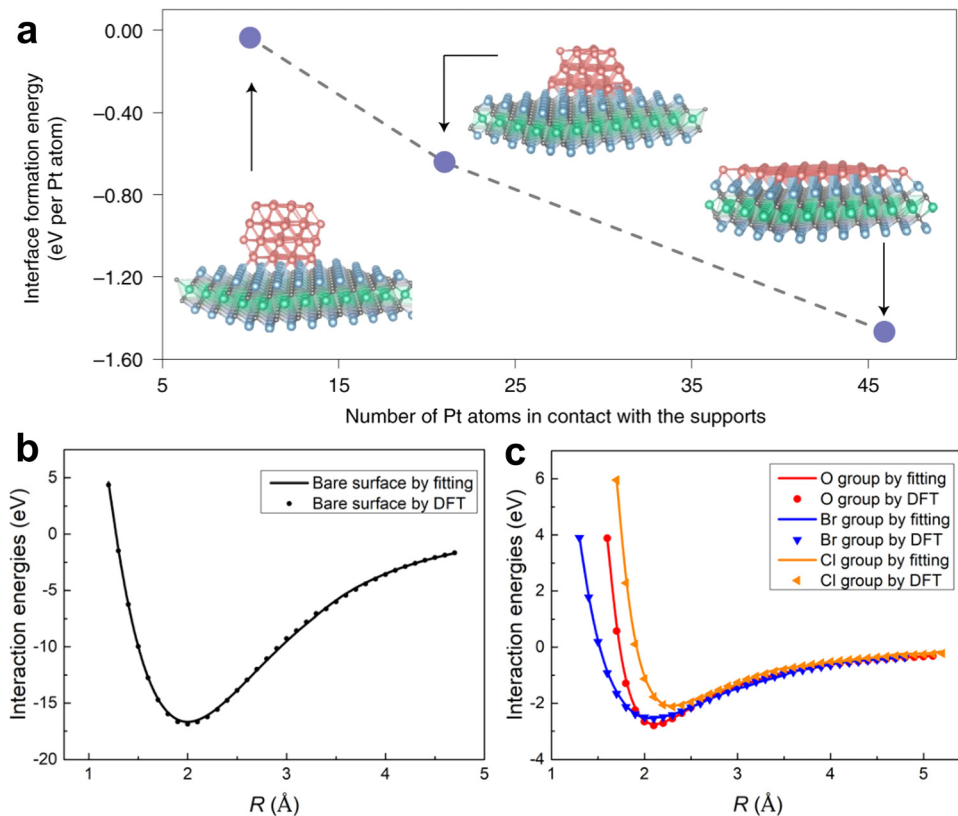 a
Interface formation energy
(eV per Pt atom)
0.00
−0.40
−0.80
−1.20
−1.60
5
15
25
35
45
Number of Pt atoms in contact with the supports
b
Interaction energies (eV)
5
0
-5
-10
-15
-20
Bare surface by fitting
Bare surface by DFT
1
2
3
4
5
R (Å)
c
Interaction energies (eV)
6
4
2
0
-2
-4
O group by fitting
O group by DFT
Br group by fitting
Br group by DFT
Cl group by fitting
Cl group by DFT
1
2
3
4
5
R (Å)